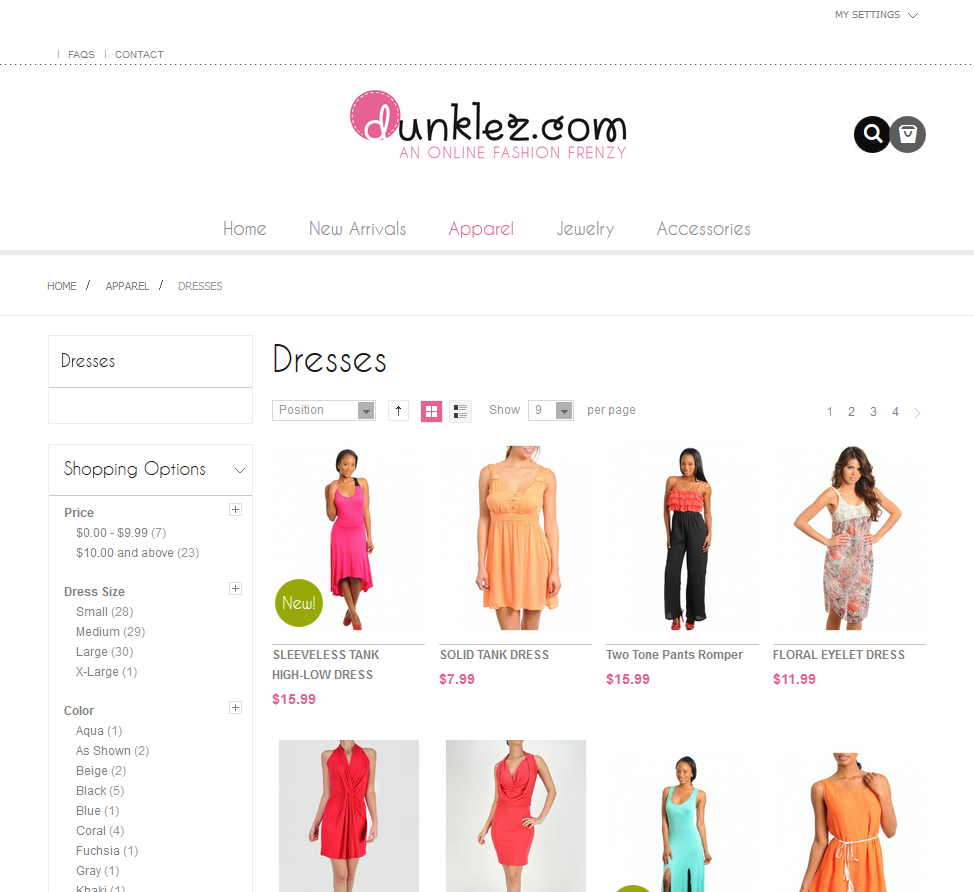 MY SETTINGS
| FAQS | CONTACT
dunklez.com
AN ONLINE FASHION FRENZY
Home New Arrivals Apparel Jewelry Accessories
HOME / APPAREL / DRESSES
Dresses
Dresses
Position
Show 9 per page
1 2 3 4
Shopping Options
Price
$0.00 - $9.99 (7)
$10.00 and above (23)
Dress Size
Small (28)
Medium (29)
Large (30)
X-Large (1)
Color
Aqua (1)
As Shown (2)
Beige (2)
Black (5)
Blue (1)
Coral (4)
Fuchsia (1)
Gray (1)
Khaki (1)
New!
SLEEVELESS TANK
HIGH-LOW DRESS
$15.99
SOLID TANK DRESS
$7.99
Two Tone Pants Romper
$15.99
FLORAL EYELET DRESS
$11.99